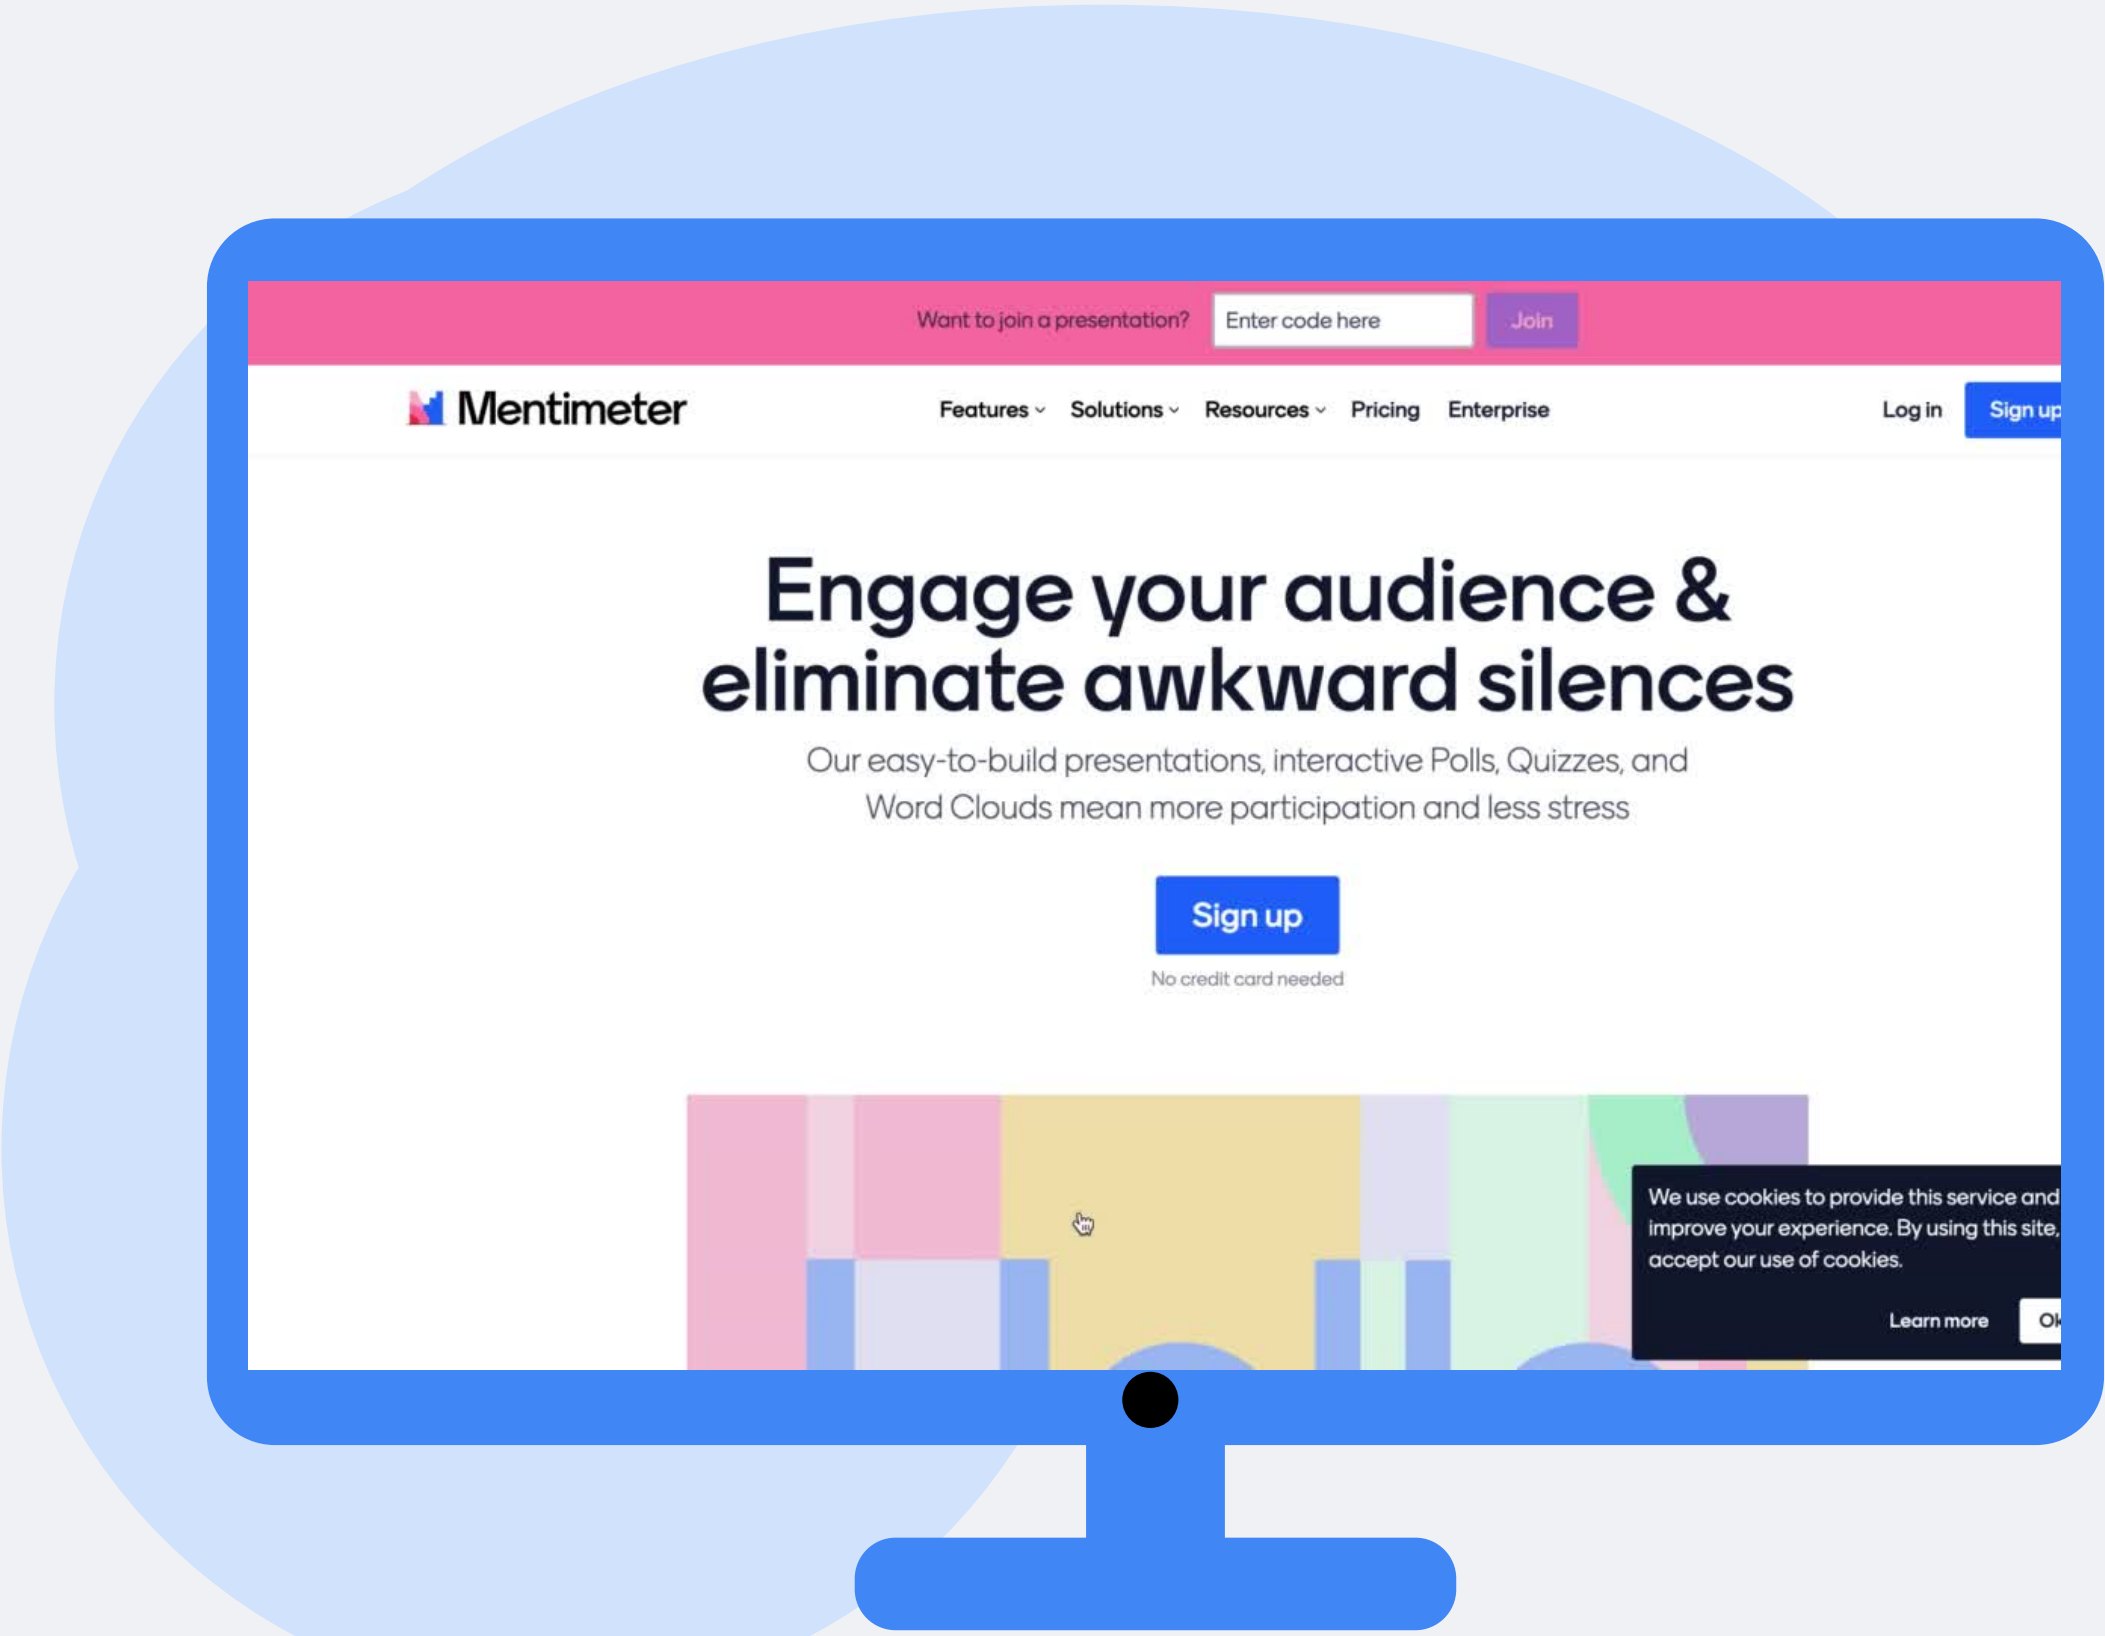 Want to join a presentation? Enter code here Join
Mentimeter Features Solutions Resources Pricing Enterprise Log in Sign up
Engage your audience &
eliminate awkward silences
Our easy-to-build presentations, interactive Polls, Quizzes, and
Word Clouds mean more participation and less stress
Sign up
No credit card needed
We use cookies to provide this service and
improve your experience. By using this site,
accept our use of cookies.
Learn more